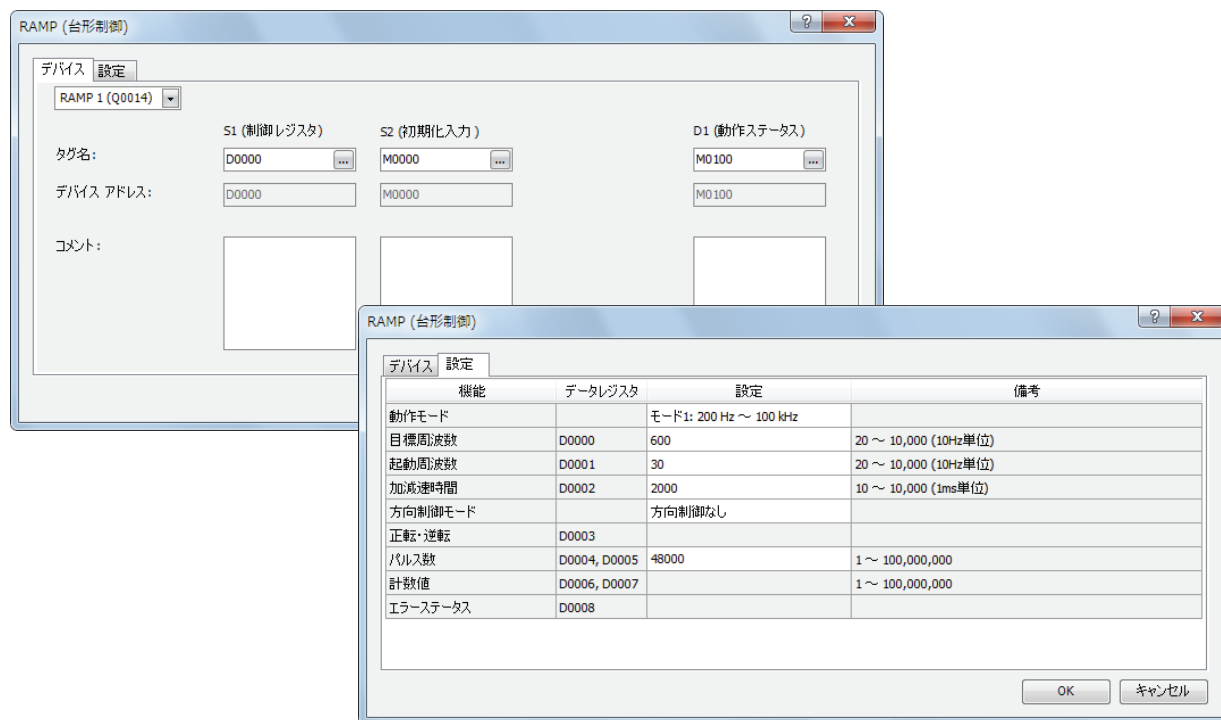 RAMP (台形制御)
デバイス 設定
RAMP 1 (Q0014)
S1 (制御レジスタ) S2 (初期化入力) D1 (動作ステータス)
タグ名: D0000 ... M0000 ... M0100 ...
デバイス アドレス: D0000 M0000 M0100
コメント:
RAMP (台形制御)
デバイス 設定
機能 データレジスタ 設定 備考
動作モード モード1: 200 Hz ～ 100 kHz
目標周波数 D0000 600 20 ～ 10,000 (10Hz単位)
起動周波数 D0001 30 20 ～ 10,000 (10Hz単位)
加減速時間 D0002 2000 10 ～ 10,000 (1ms単位)
方向制御モード 方向制御なし
正転・逆転 D0003
パルス数 D0004, D0005 48000 1 ～ 100,000,000
計数値 D0006, D0007 1 ～ 100,000,000
エラーステータス D0008
OK キャンセル